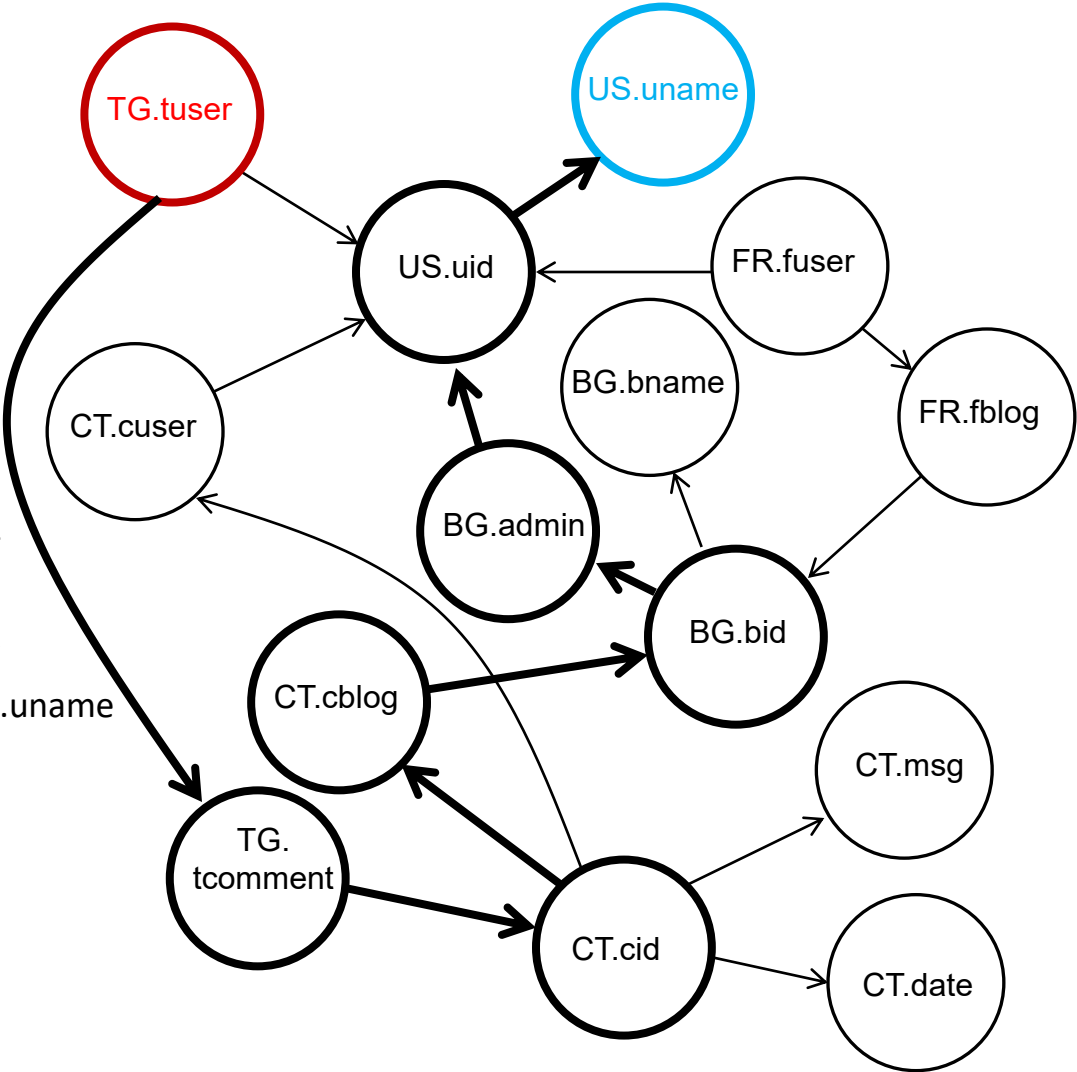 US.uname
TG.tuser
FR.fuser
US.uid
BG.bname
FR.fblog
CT.cuser
BG.admin
BG.bid
CT.cblog
.uname
CT.msg
TG.
tcomment
CT.cid
CT.date